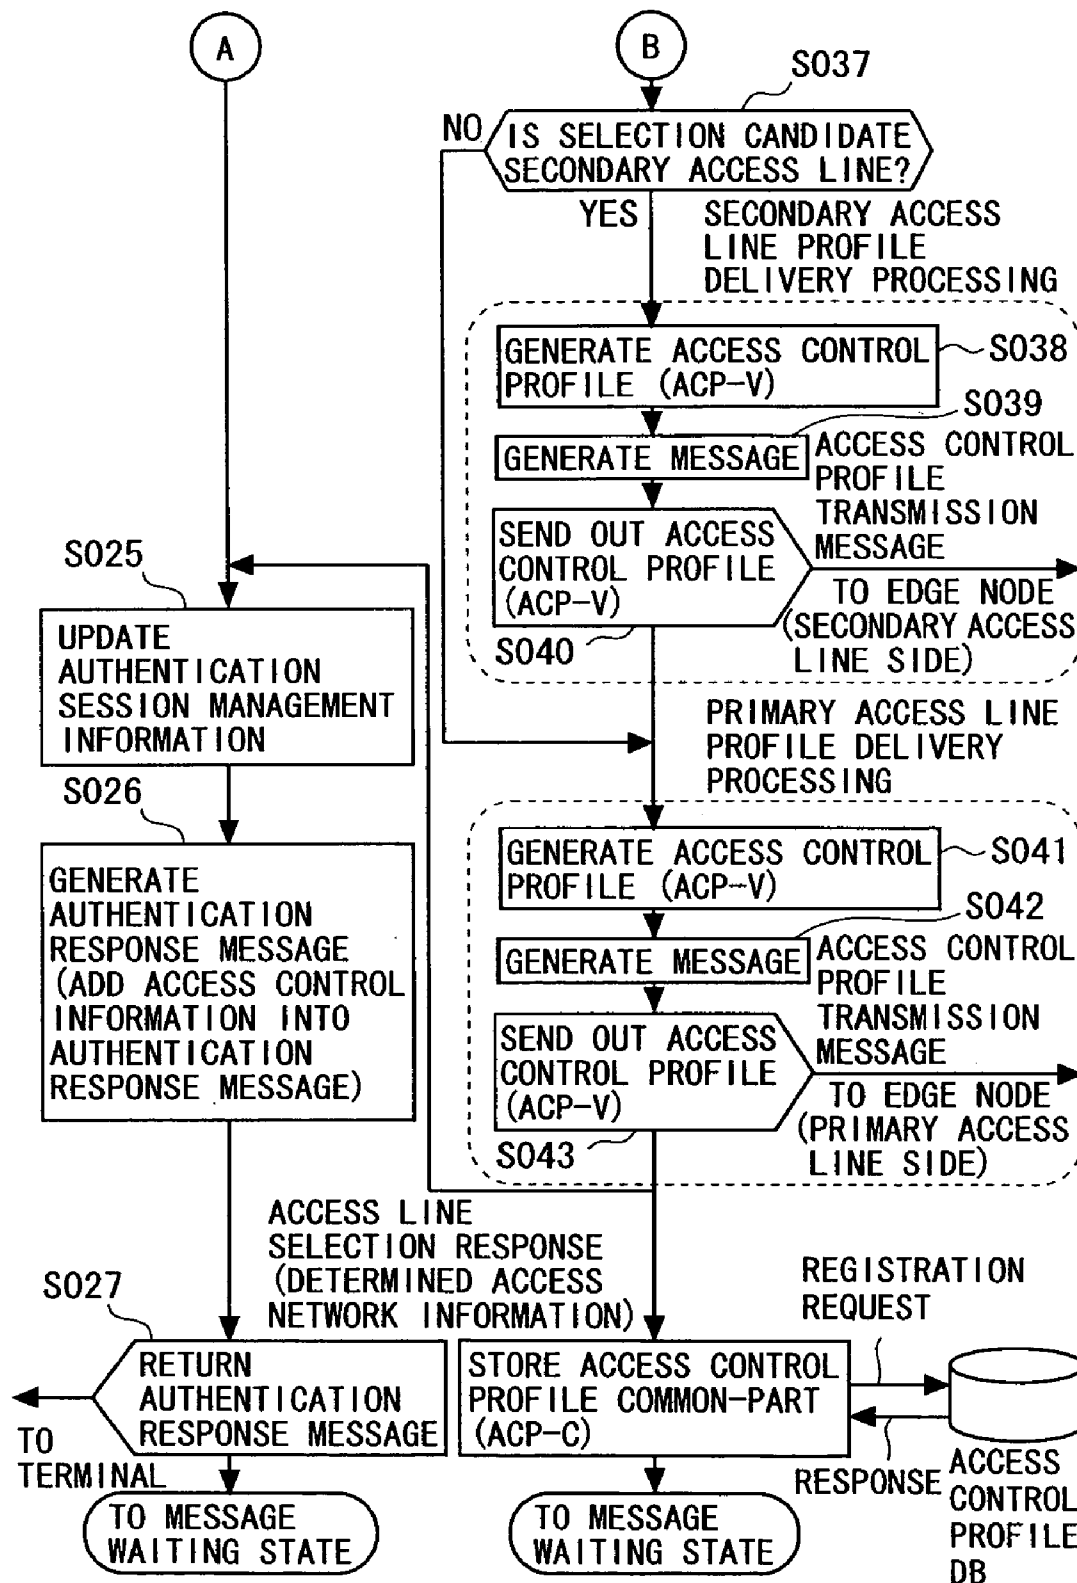 A
B
S037
NO
IS SELECTION CANDIDATE
SECONDARY ACCESS LINE?
YES
SECONDARY ACCESS
LINE PROFILE
DELIVERY PROCESSING
GENERATE ACCESS CONTROL
PROFILE (ACP-V)
S038
S039
GENERATE MESSAGE
ACCESS CONTROL
PROFILE
TRANSMISSION
MESSAGE
SEND OUT ACCESS
CONTROL PROFILE
(ACP-V)
S040
TO EDGE NODE
(SECONDARY ACCESS
LINE SIDE)
S025
UPDATE
AUTHENTICATION
SESSION MANAGEMENT
INFORMATION
PRIMARY ACCESS LINE
PROFILE DELIVERY
PROCESSING
S026
GENERATE
AUTHENTICATION
RESPONSE MESSAGE
(ADD ACCESS CONTROL
INFORMATION INTO
AUTHENTICATION
RESPONSE MESSAGE)
GENERATE ACCESS CONTROL
PROFILE (ACP-V)
S041
S042
GENERATE MESSAGE
ACCESS CONTROL
PROFILE
TRANSMISSION
MESSAGE
SEND OUT ACCESS
CONTROL PROFILE
(ACP-V)
S043
TO EDGE NODE
(PRIMARY ACCESS
LINE SIDE)
ACCESS LINE
SELECTION RESPONSE
(DETERMINED ACCESS
NETWORK INFORMATION)
S027
RETURN
AUTHENTICATION
RESPONSE MESSAGE
TO
TERMINAL
TO MESSAGE
WAITING STATE
STORE ACCESS CONTROL
PROFILE COMMON-PART
(ACP-C)
REGISTRATION
REQUEST
RESPONSE
ACCESS
CONTROL
PROFILE
DB
TO MESSAGE
WAITING STATE